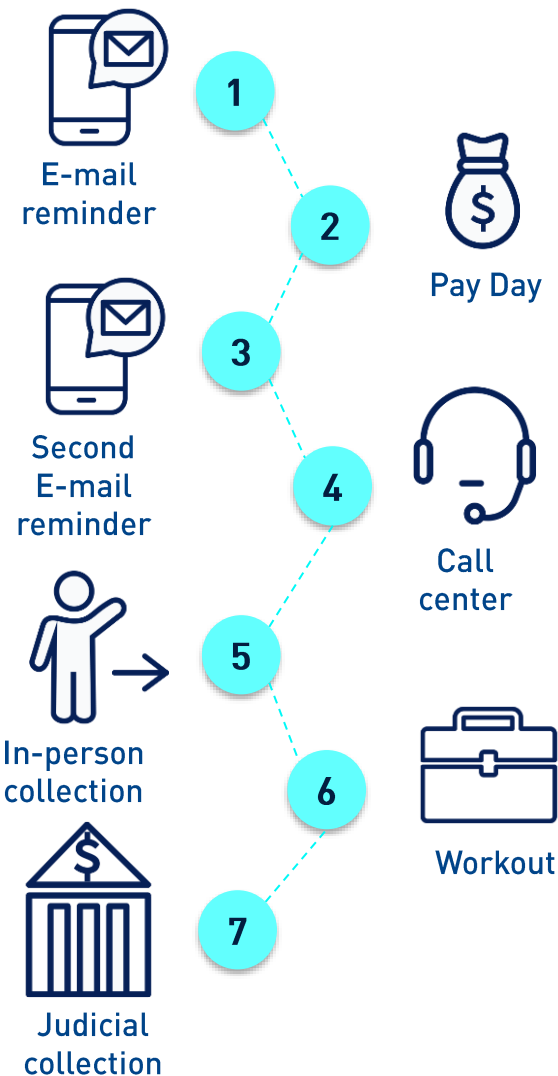 1
E-mail
reminder
2
$
Pay Day
3
Second
E-mail
reminder
4
Call
center
5
In-person
collection
6
Workout
7
$
Judicial
collection